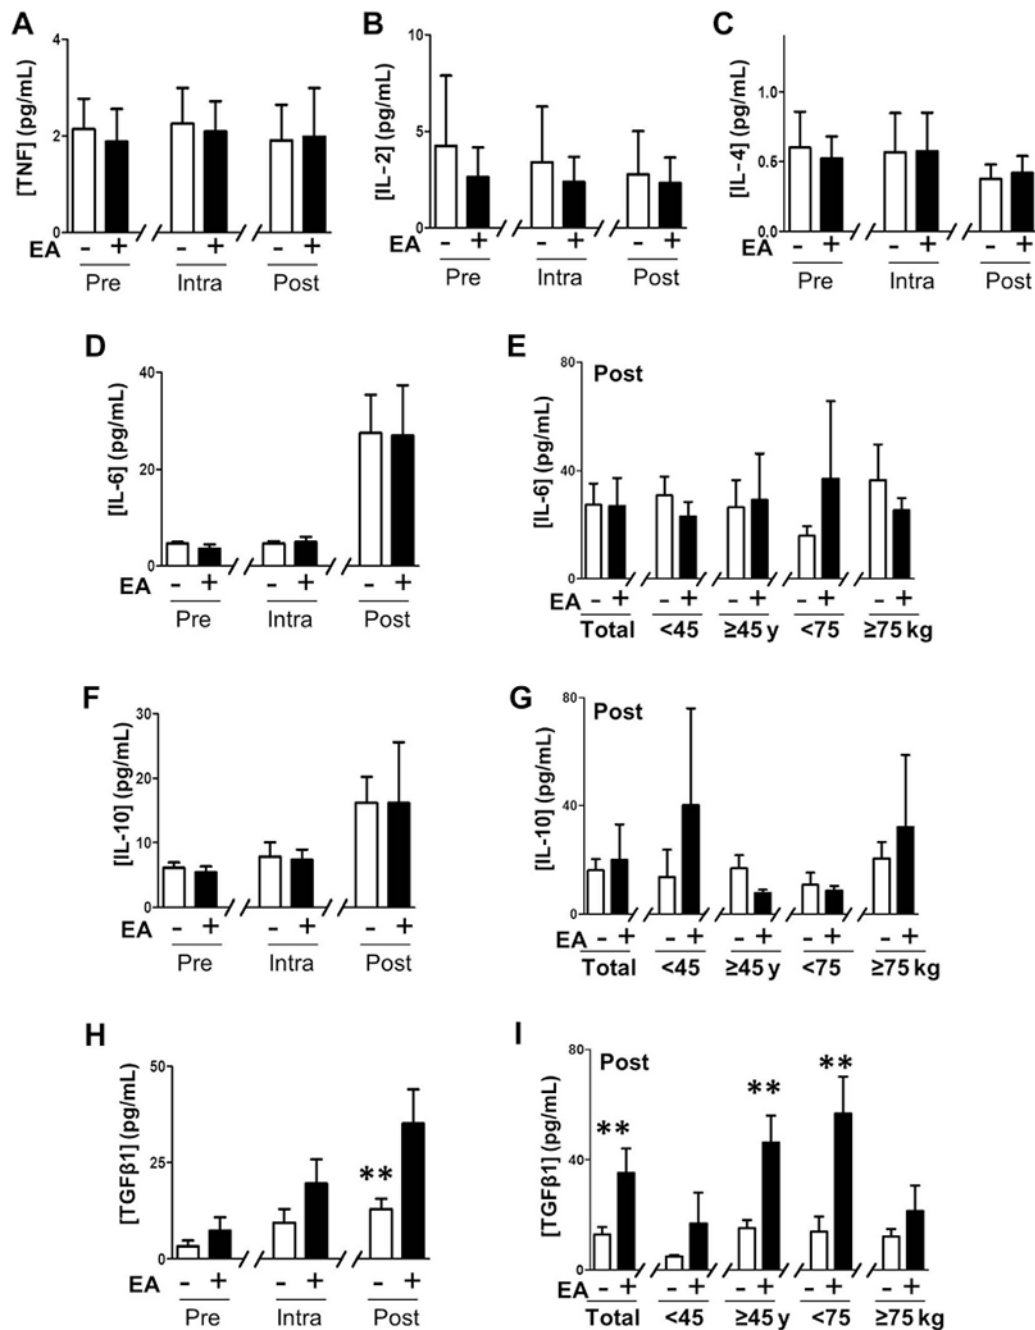 A
[TNF] (pg/mL)
4
2
0
EA - + - + - +
Pre Intra Post
B
[IL-2] (pg/mL)
10
5
0
- + - + - +
Pre Intra Post
C
[IL-4] (pg/mL)
1.0
0.5
0.0
- + - + - +
Pre Intra Post
D
[IL-6] (pg/mL)
40
20
0
EA - + - + - +
Pre Intra Post
E
Post
[IL-6] (pg/mL)
80
40
0
EA - + - + - + - + - +
Total <45 ≥45 y <75 ≥75 kg
F
[IL-10] (pg/mL)
30
20
10
0
EA - + - + - +
Pre Intra Post
G
Post
[IL-10] (pg/mL)
80
40
0
EA - + - + - + - + - +
Total <45 ≥45 y <75 ≥75 kg
H
[TGFβ1] (pg/mL)
50
25
0
**
EA - + - + - +
Pre Intra Post
I
Post
[TGFβ1] (pg/mL)
80
40
0
** ** **
EA - + - + - + - + - +
Total <45 ≥45 y <75 ≥75 kg